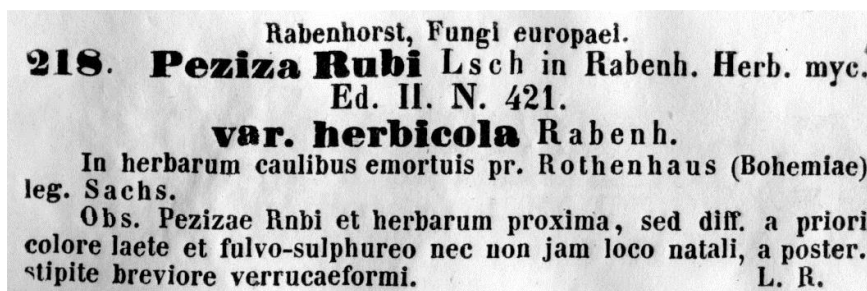 Rabenhorst, Fungi europaei.
218. Peziza Rubi Lsch in Rabenh. Herb. myc.
Ed. II. N. 421.
var. herbicola Rabenh.
In herbarum caulibus emortuis pr. Rothenhaus (Bohemiae)
leg. Sachs.
Obs. Pezizae Rnbi et herbarum proxima, sed diff. a priori
colore laete et fulvo-sulphureo nec non jam loco natali, a poster.
stipite breviore verrucaeformi. L. R.